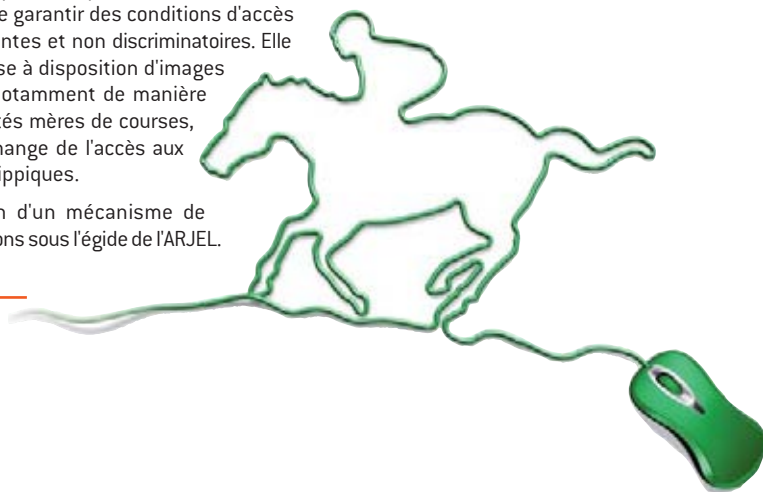 e garantir des conditions d'accès
ntes et non discriminatoires. Elle
se à disposition d'images
otamment de manière
tés mères de courses,
hange de l'accès aux
ippiques.
n d'un mécanisme de
ons sous l'égide de l'ARJEL.